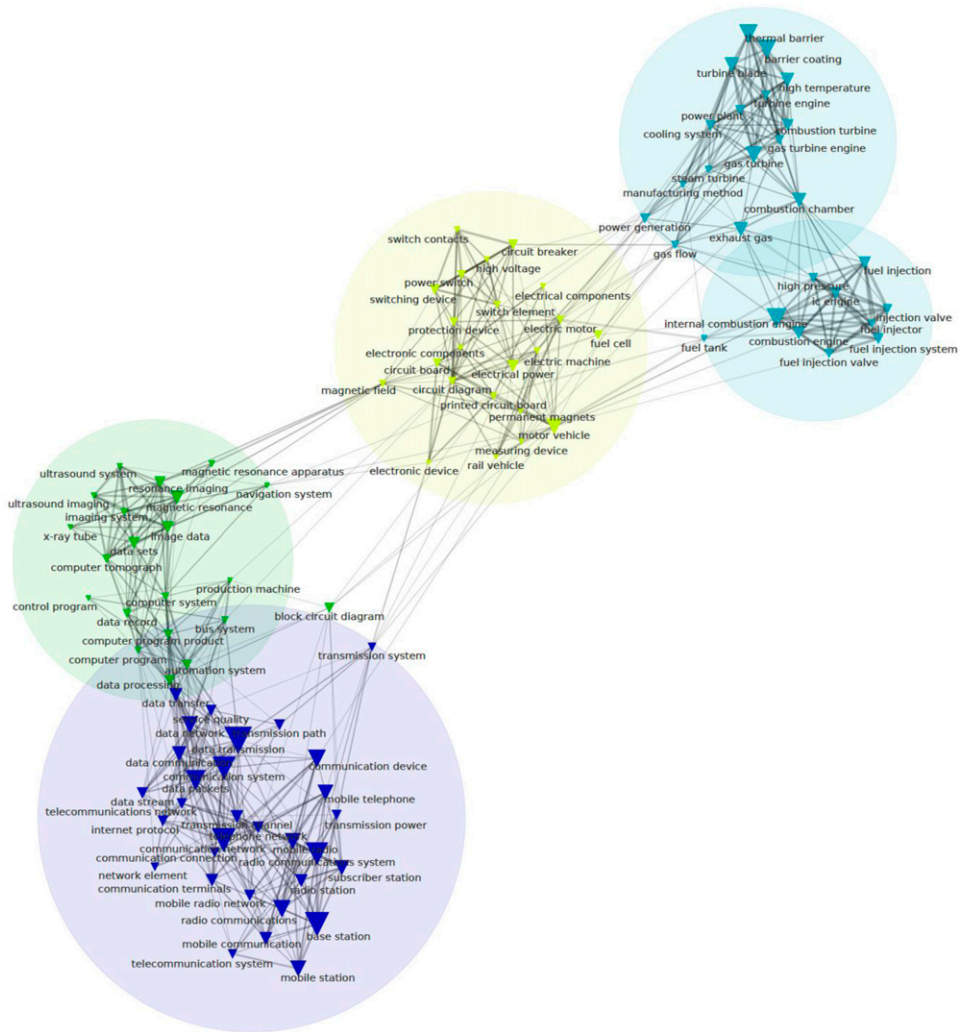 thermal barrier
barrier coating
turbine blade
high temperature
turbine engine
power plant
combustion turbine
cooling system
gas turbine engine
gas turbine
steam turbine
manufacturing method
combustion chamber
power generation
exhaust gas
gas flow
switch contacts
circuit breaker
high voltage
power switch
switching device
electrical components
switch element
protection device
electric motor
fuel cell
electronic components
electric machine
circuit board
electrical power
magnetic field
circuit diagram
printed circuit board
permanent magnets
motor vehicle
measuring device
rail vehicle
electronic device
fuel injection
high pressure
ic engine
internal combustion engine
injection valve
fuel injector
combustion engine
fuel tank
fuel injection system
fuel injection valve
ultrasound system
magnetic resonance apparatus
resonance imaging
navigation system
ultrasound imaging
magnetic resonance
imaging system
x-ray tube
image data
data sets
computer tomograph
production machine
control program
computer system
block circuit diagram
data record
bus system
computer program product
transmission system
computer program
automation system
data processing
data transfer
service quality
data network
transmission path
data transmission
data communication
communication device
communication system
data packets
mobile telephone
data stream
telecommunications network
transmission channel
transmission power
internet protocol
telephone network
communication network
mobile radio
communication connection
radio communications system
network element
subscriber station
communication terminals
radio station
mobile radio network
radio communications
base station
mobile communication
telecommunication system
mobile station